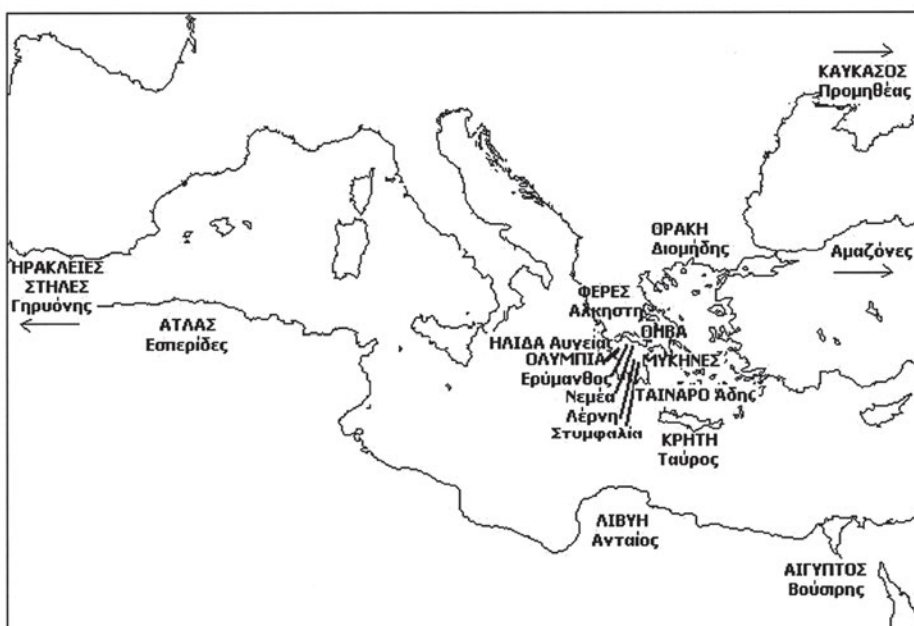 ΚΑΥΚΑΣΟΣ
Προμηθέας
ΘΡΑΚΗ
Διομήδης
Αμαζόνες
ΗΡΑΚΛΕΙΕΣ
ΣΤΗΛΕΣ
Γηρυόνης
ΑΤΛΑΣ
Εσπερίδες
ΦΕΡΕΣ
Αλκηστη
ΘΗΒΑ
ΗΛΙΔΑ Αυγείας
ΟΛΥΜΠΙΑ
ΜΥΚΗΝΕΣ
Ερύμανθος
Νεμέα
ΤΑΙΝΑΡΟ Άδης
Λέρνη
Στυμφαλία
ΚΡΗΤΗ
Ταύρος
ΛΙΒΥΗ
Ανταίος
ΑΙΓΥΠΤΟΣ
Βούσιρης